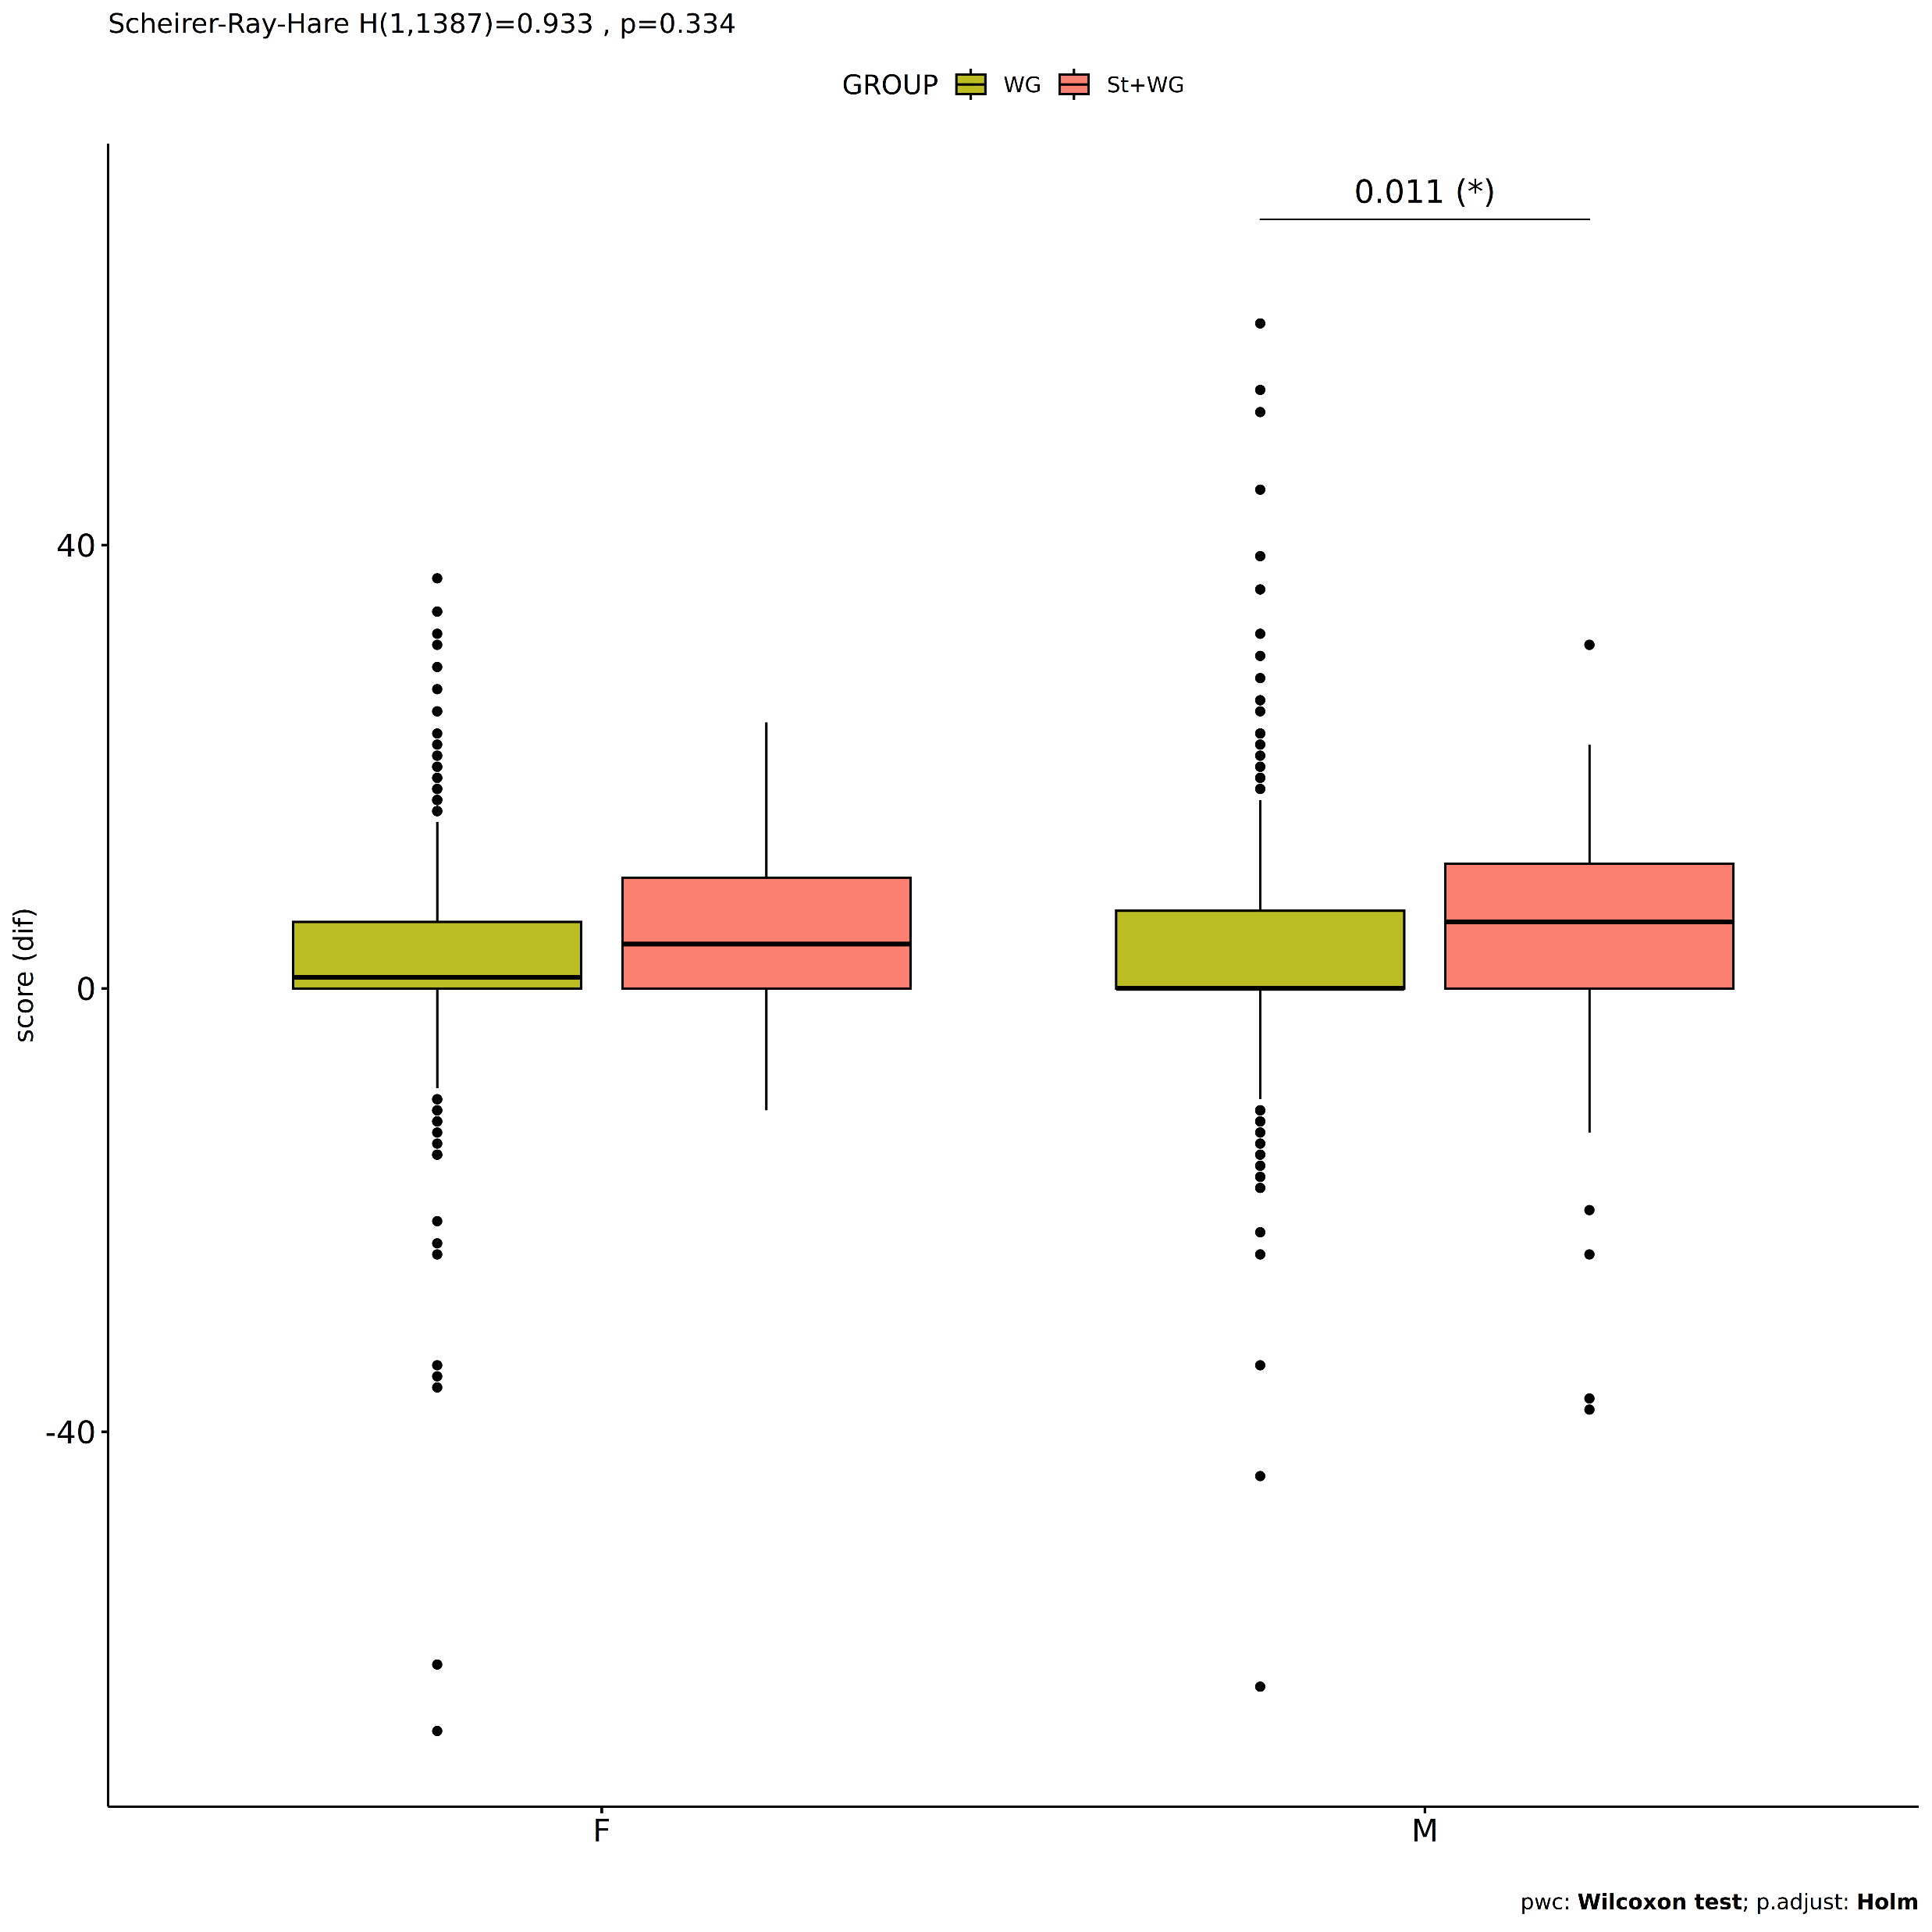 Scheirer-Ray-Hare H(1,1387)=0.933 , p=0.334
GROUP WG St+WG
0.011 (*)
40
0
-40
score (dif)
F M
pwc: Wilcoxon test; p.adjust: Holm